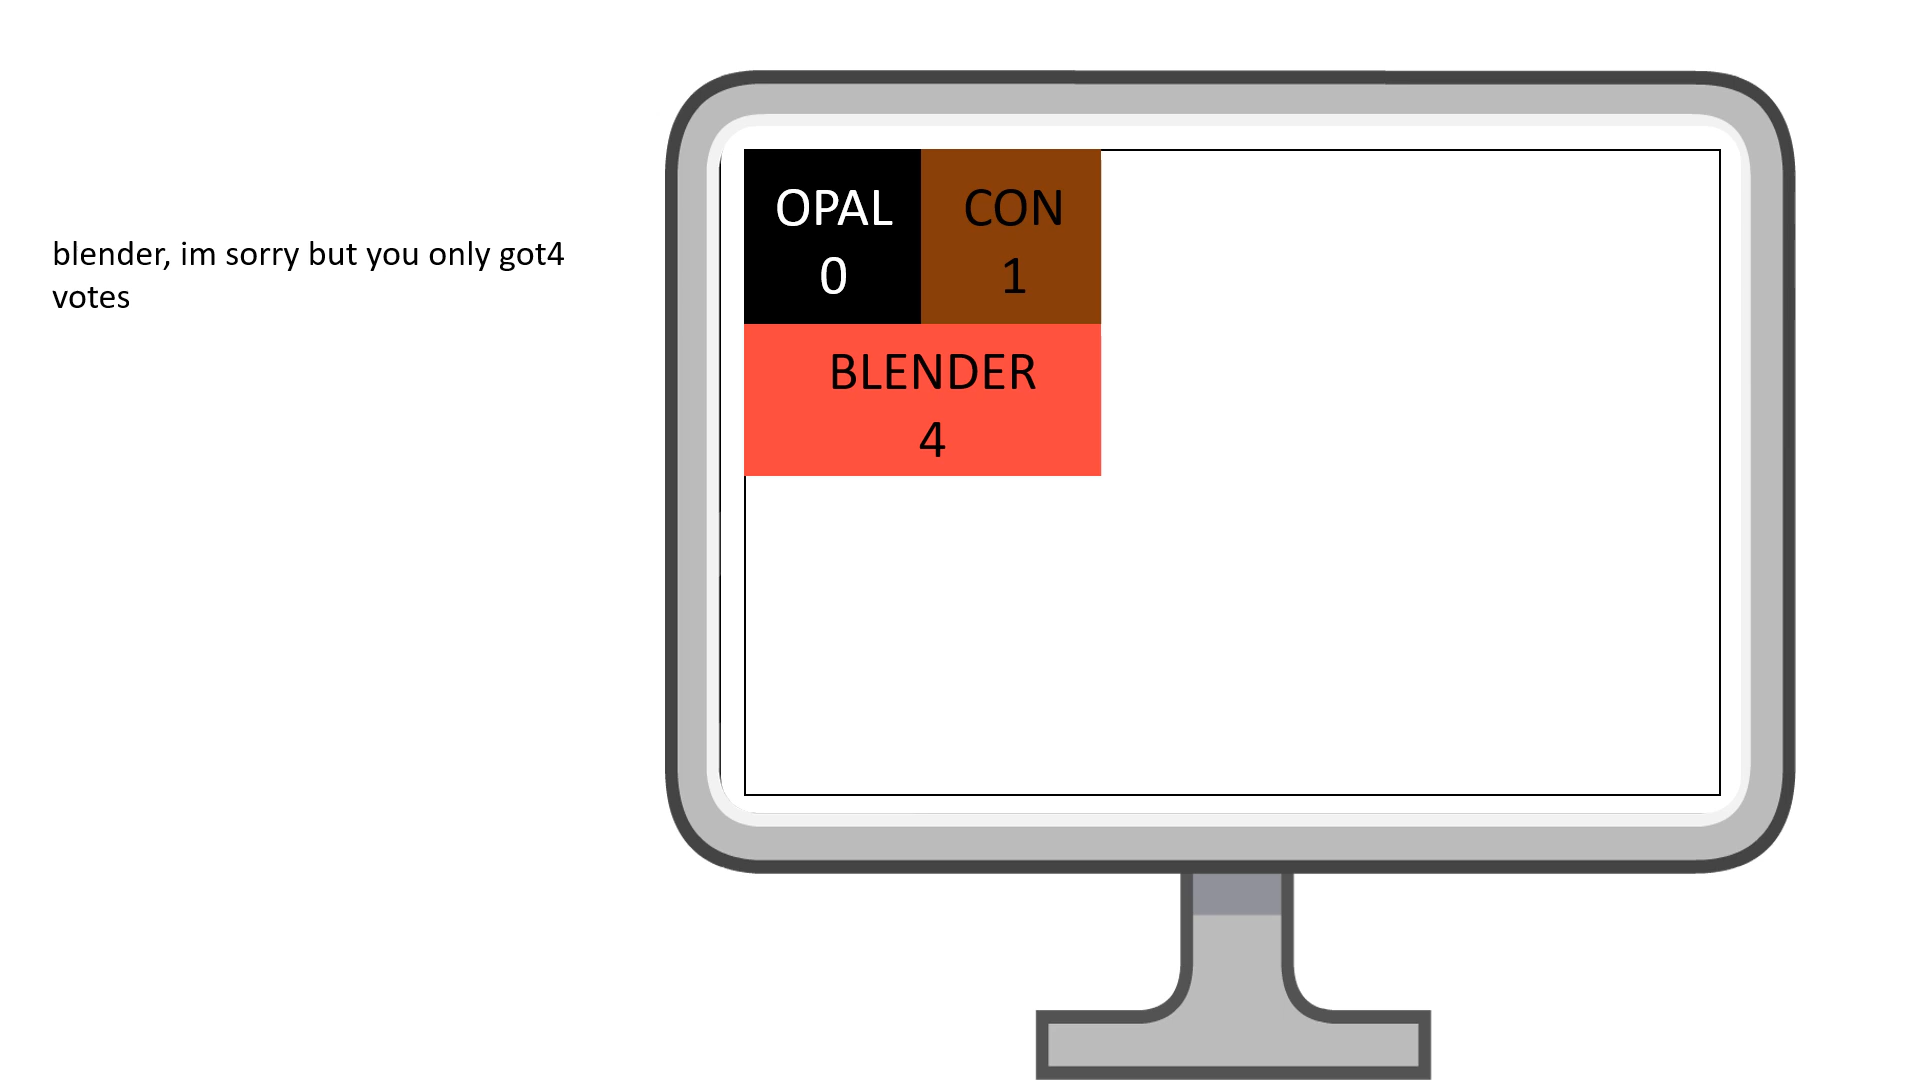 blender, im sorry but you only got4
votes
OPAL
0
CON
1
BLENDER
4